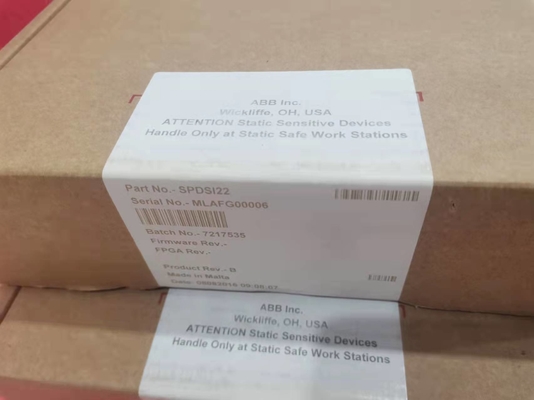 ABB Inc.
Wickliffe, OH, USA
ATTENTION Static Sensitive Devices
Handle Only at Static Safe Work Stations
Part No.- SPDSI22
Serial No.- MLAFG00006
Batch No.- 7217535
Firmware Rev.-
FPGA Rev.-
Product Rev.- B
Made in Malta
Date:
ABB Inc.
Wickliffe, OH, USA
ATTENTION Static Sensitive Devices
Handle Only at Static Safe Work Stations